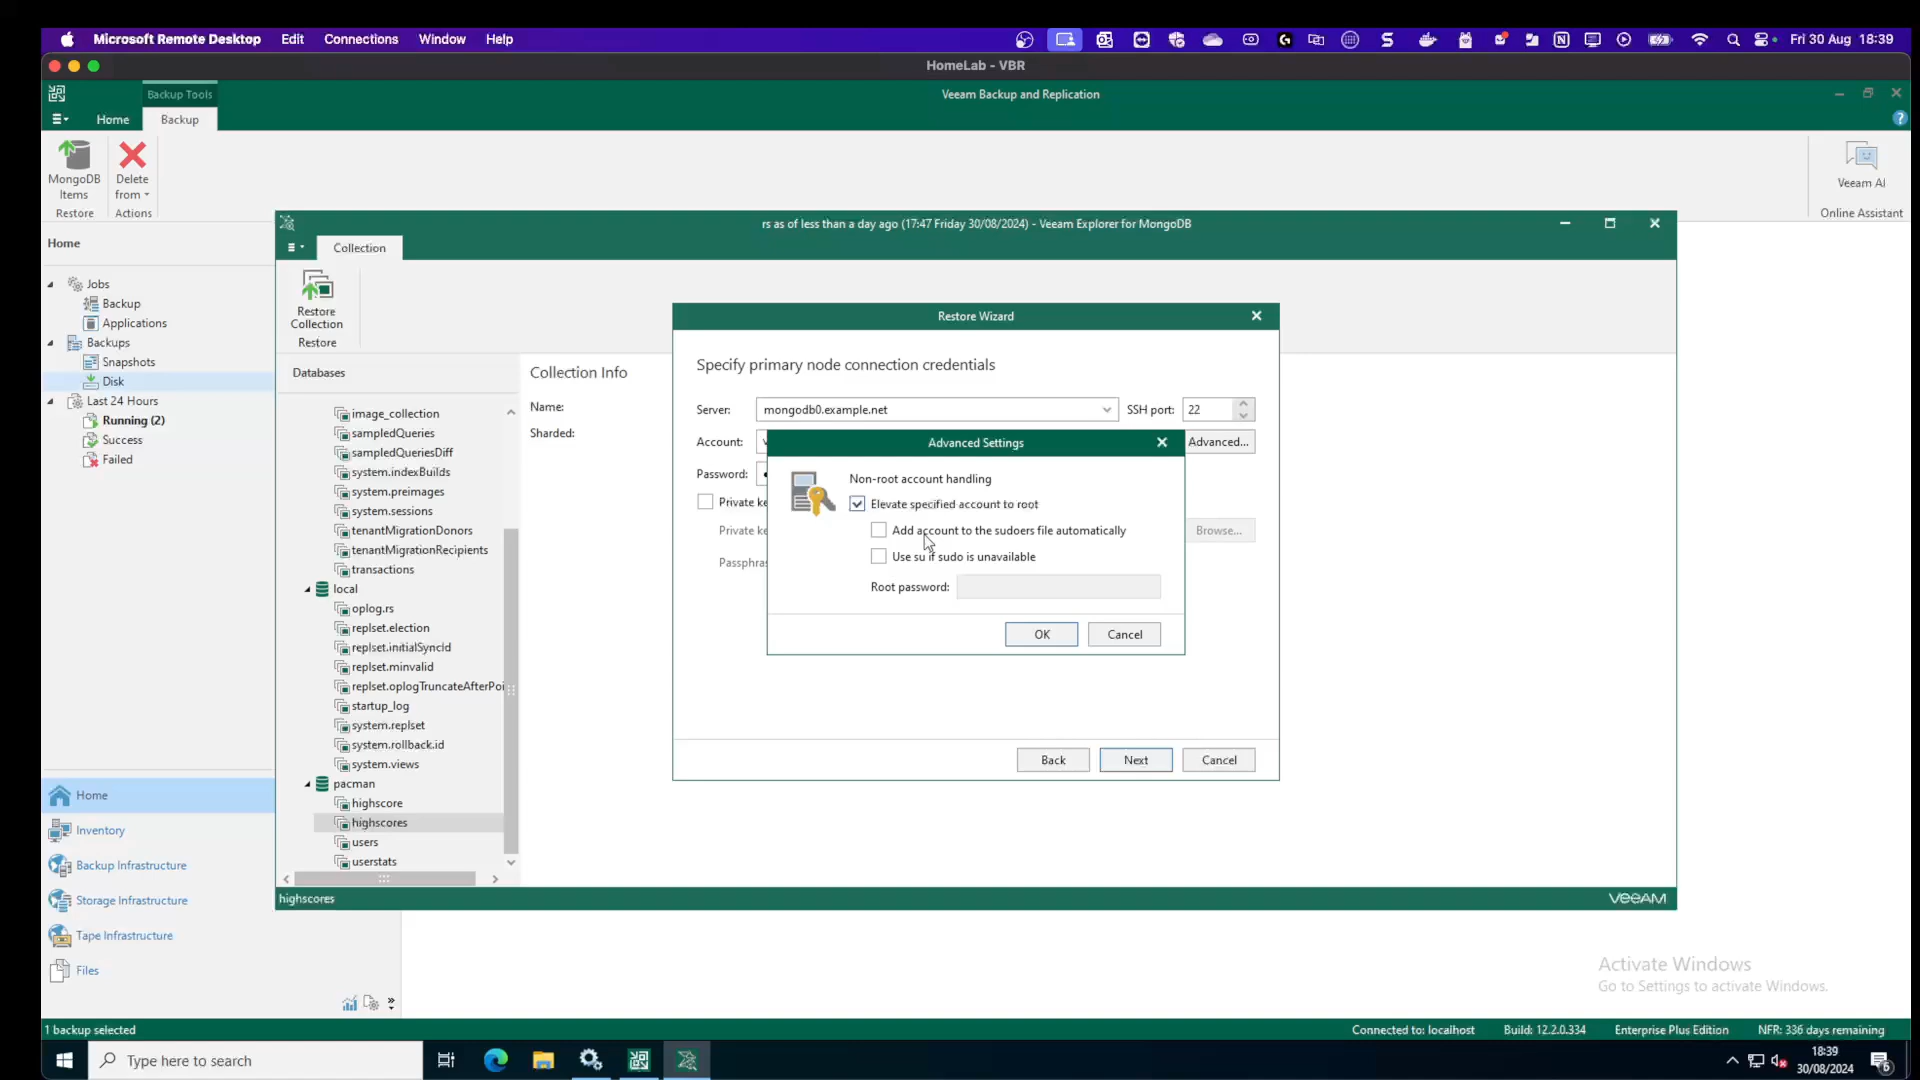 Microsoft Remote Desktop Edit Connections Window Help Fri 30 Aug 18:39
HomeLab - VBR
Backup Tools
Veeam Backup and Replication
Home Backup
MongoDB Items
Restore
Delete from
Actions
Veeam AI
Online Assistant
Home
Jobs
Backup
Applications
Backups
Snapshots
Disk
Last 24 Hours
Running (2)
Success
Failed
Home
Inventory
Backup Infrastructure
Storage Infrastructure
Tape Infrastructure
Files
rs as of less than a day ago (17:47 Friday 30/08/2024) - Veeam Explorer for MongoDB
Collection
Restore
Collection
Restore
Databases
image_collection
sampledQueries
sampledQueriesDiff
system.indexBuilds
system.preimages
system.sessions
tenantMigrationDonors
tenantMigrationRecipients
transactions
local
oplog.rs
replset.election
replset.initialSyncId
replset.minvalid
replset.oplogTruncateAfterPoi
startup_log
system.replset
system.rollback.id
system.views
pacman
highscore
highscores
users
userstats
highscores
VEEAM
Collection Info
Name:
Sharded:
Restore Wizard
Specify primary node connection credentials
Server: mongodb0.example.net SSH port: 22
Account: Advanced...
Password:
Private ke
Private ke Browse...
Passphras
Advanced Settings
Non-root account handling
Elevate specified account to root
Add account to the sudoers file automatically
Use su if sudo is unavailable
Root password:
OK Cancel
Back Next Cancel
Activate Windows
Go to Settings to activate Windows.
1 backup selected
Connected to: localhost Build: 12.2.0.334 Enterprise Plus Edition NFR: 336 days remaining
Type here to search
18:39
30/08/2024
6